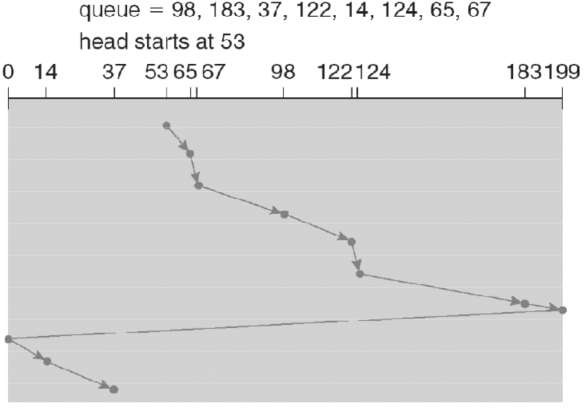 queue = 98, 183, 37, 122, 14, 124, 65, 67
head starts at 53
0 14 37 53 65 67 98 122 124 183 199